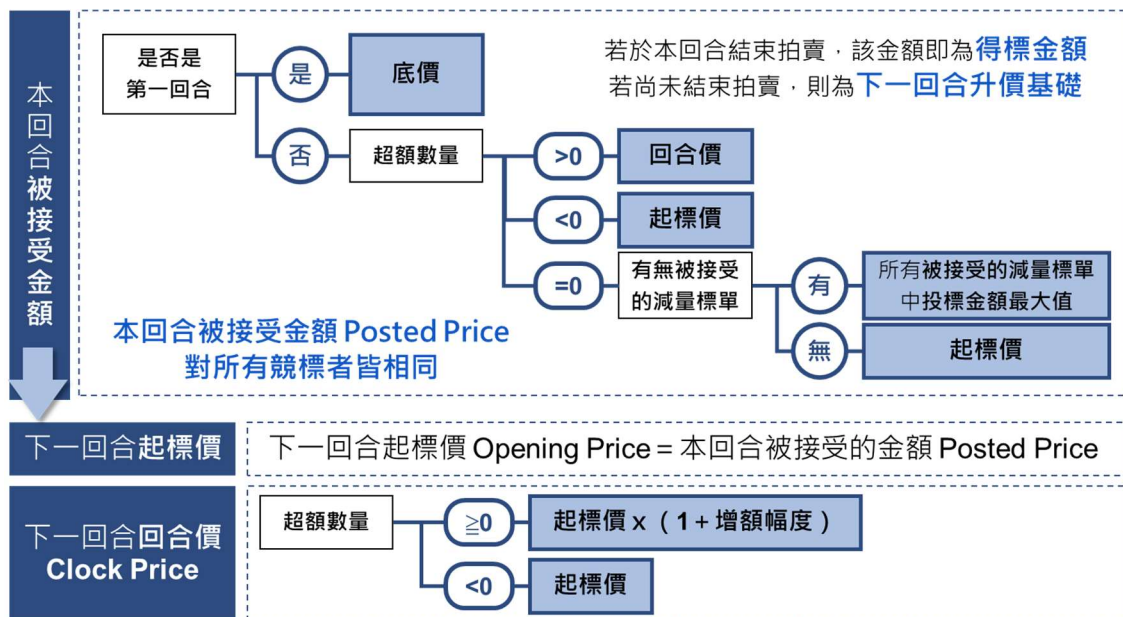 本回合被接受金額
是否是
第一回合
是
底價
若於本回合結束拍賣，該金額即為得標金額
若尚未結束拍賣，則為下一回合升價基礎
否
超額數量
>0
回合價
<0
起標價
=0
有無被接受
的減量標單
有
所有被接受的減量標單
中投標金額最大值
無
起標價
本回合被接受金額 Posted Price
對所有競標者皆相同
下一回合起標價
下一回合起標價 Opening Price = 本回合被接受的金額 Posted Price
下一回合回合價
Clock Price
超額數量
≧0
起標價 x （1 + 增額幅度）
<0
起標價